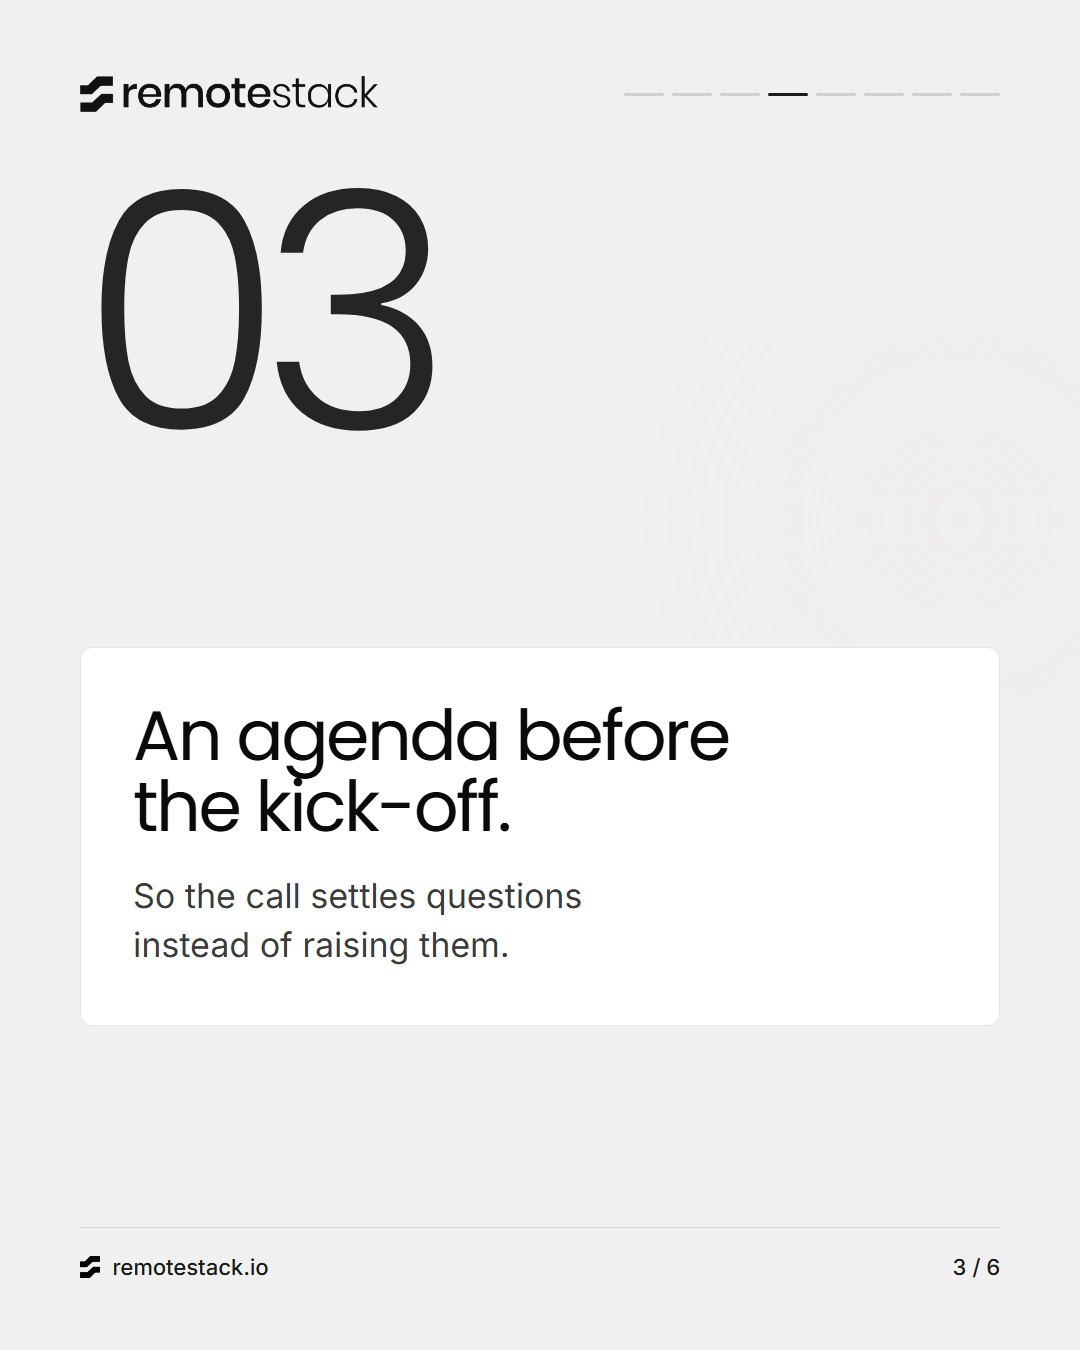 remotestack
03
An agenda before
the kick-off.
So the call settles questions
instead of raising them.
remotestack.io
3 / 6